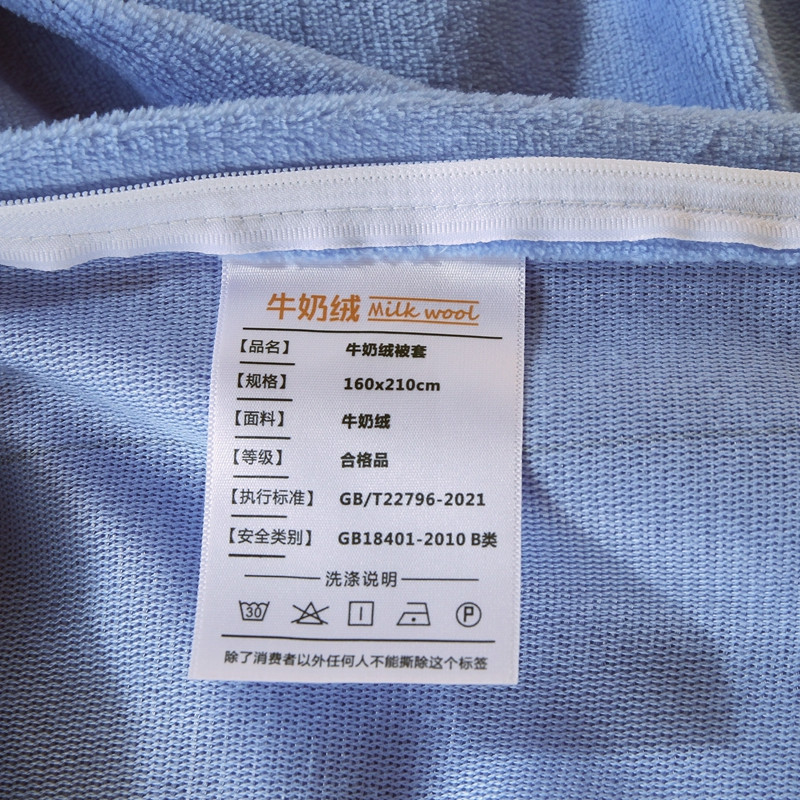 牛奶绒 Milk wool
【品名】 牛奶绒被套
【规格】 160x210cm
【面料】 牛奶绒
【等级】 合格品
【执行标准】 GB/T22796-2021
【安全类别】 GB18401-2010 B类
洗涤说明
30 P
除了消费者以外任何人不能撕除这个标签